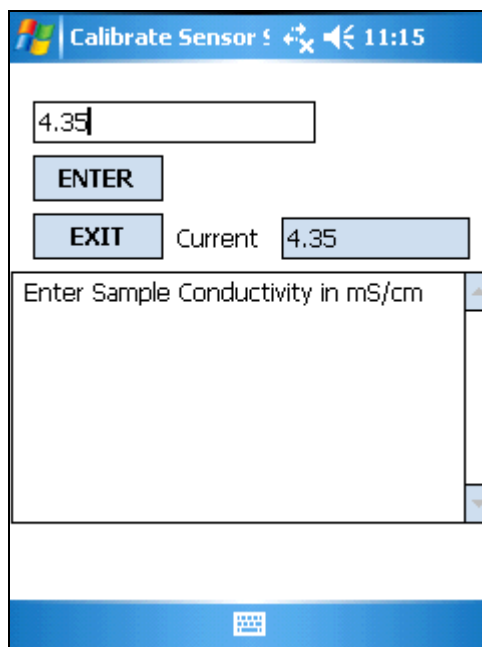 Calibrate Sensor S 11:15
4.35
ENTER
EXIT Current 4.35
Enter Sample Conductivity in mS/cm